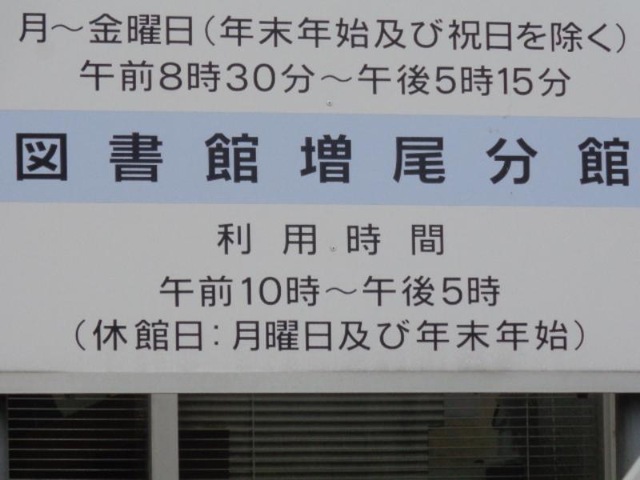 月～金曜日(年末年始及び祝日を除く)
午前8時30分～午後5時15分
図書館増尾分館
利用時間
午前10時～午後5時
(休館日:月曜日及び年末年始)